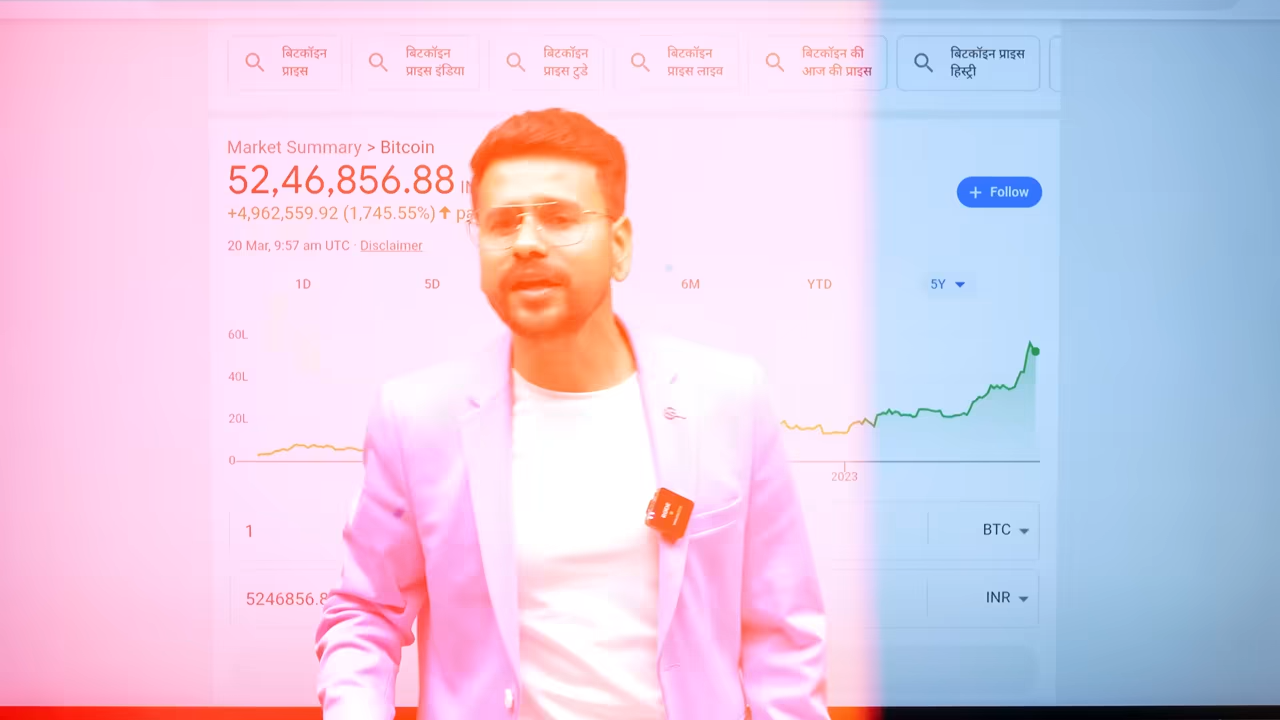 बिटकॉइन
प्राइस
बिटकॉइन
प्राइस इंडिया
बिटकॉइन
प्राइस टुडे
बिटकॉइन
प्राइस लाइव
बिटकॉइन की
आज की प्राइस
बिटकॉइन प्राइस
हिस्ट्री
Market Summary > Bitcoin
52,46,856.88
+4,962,559.92 (1,745.55%)
+ Follow
20 Mar, 9:57 am UTC · Disclaimer
1D 5D 6M YTD 5Y
60L
40L
20L
0
2023
1 BTC
5246856.8 INR